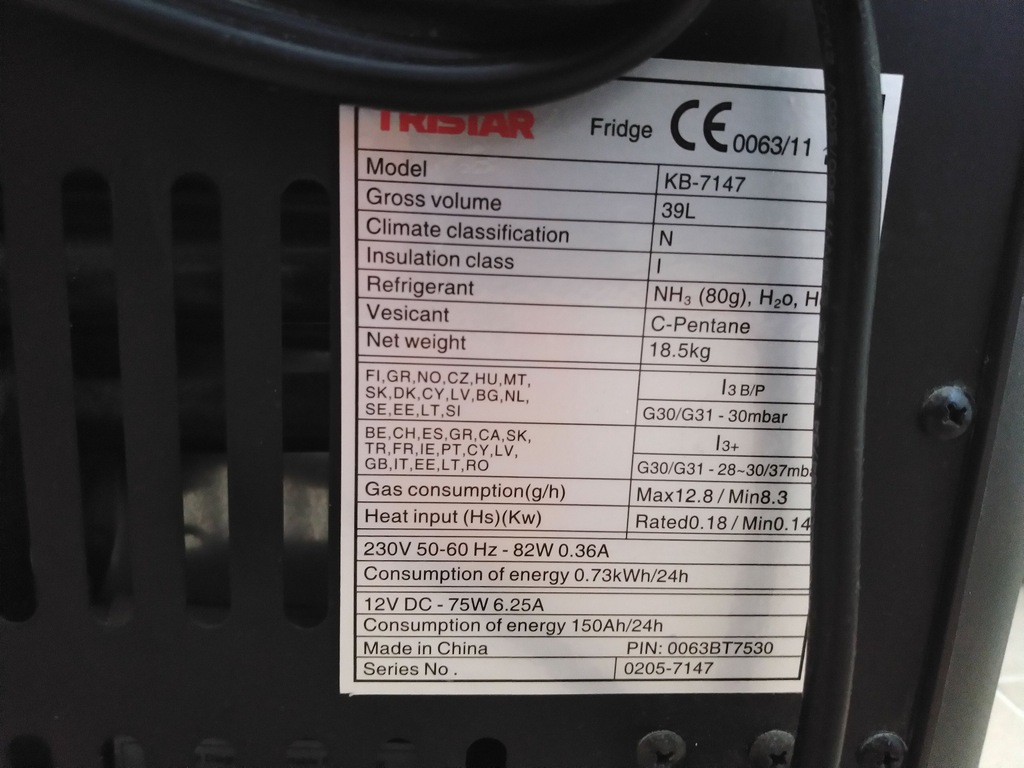 TRISTAR Fridge CE 0063/11
Model KB-7147
Gross volume 39L
Climate classification N
Insulation class I
Refrigerant NH₃ (80g), H₂o,
Vesicant C-Pentane
Net weight 18.5kg
FI,GR,NO,CZ,HU,MT,
SK,DK,CY,LV,BG,NL,
SE,EE,LT,SI
I3 B/P
G30/G31 - 30mbar
BE,CH,ES,GR,CA,SK,
TR,FR,IE,PT,CY,LV,
GB,IT,EE,LT,RO
I3+
G30/G31 - 28~30/37mb
Gas consumption(g/h) Max12.8 / Min8.3
Heat input (Hs)(Kw) Rated0.18 / Min0.14
230V 50-60 Hz - 82W 0.36A
Consumption of energy 0.73kWh/24h
12V DC - 75W 6.25A
Consumption of energy 150Ah/24h
Made in China PIN: 0063BT7530
Series No . 0205-7147